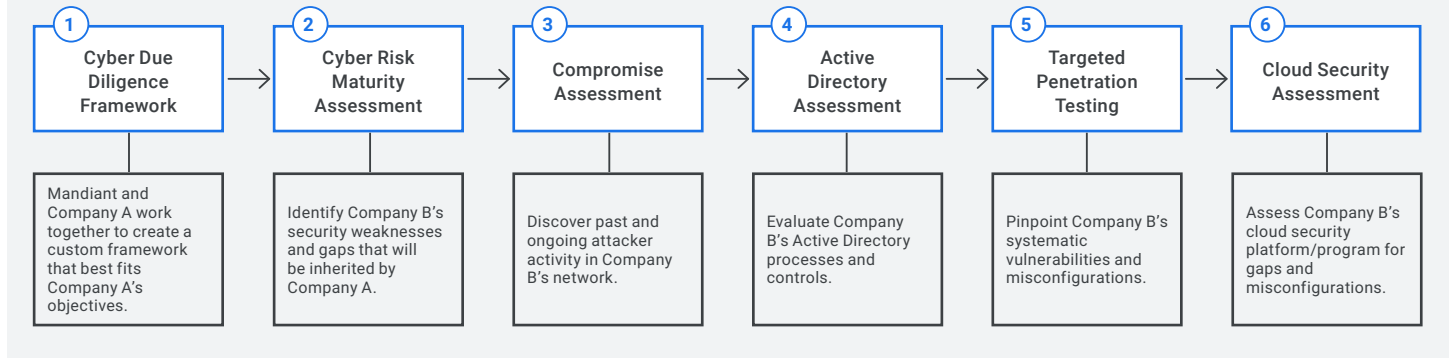 1
Cyber Due
Diligence
Framework
2
Cyber Risk
Maturity
Assessment
3
Compromise
Assessment
4
Active
Directory
Assessment
5
Targeted
Penetration
Testing
6
Cloud Security
Assessment
Mandiant and
Company A work
together to create a
custom framework
that best fits
Company A's
objectives.
Identify Company B's
security weaknesses
and gaps that will
be inherited by
Company A.
Discover past and
ongoing attacker
activity in Company
B's network.
Evaluate Company
B's Active Directory
processes and
controls.
Pinpoint Company B's
systematic
vulnerabilities and
misconfigurations.
Assess Company B's
cloud security
platform/program for
gaps and
misconfigurations.